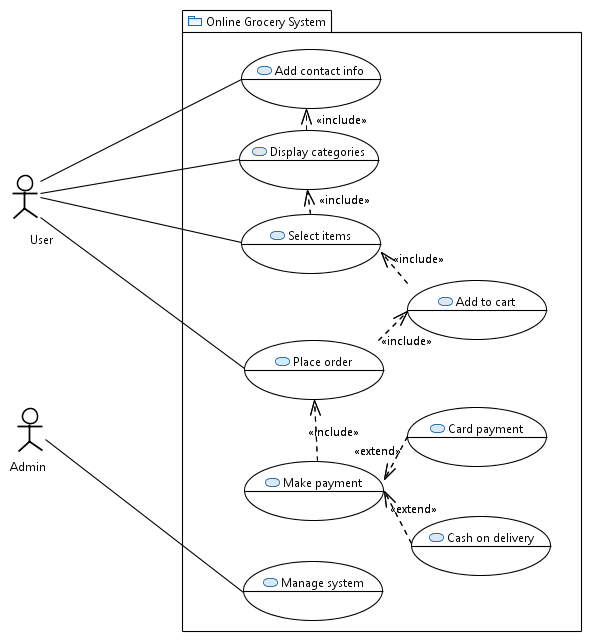 Online Grocery System
Add contact info
«include»
Display categories
«include»
Select items
User
«include»
Add to cart
«include»
Place order
Card payment
«include»
«extend»
Admin
Make payment
«extend»
Cash on delivery
Manage system